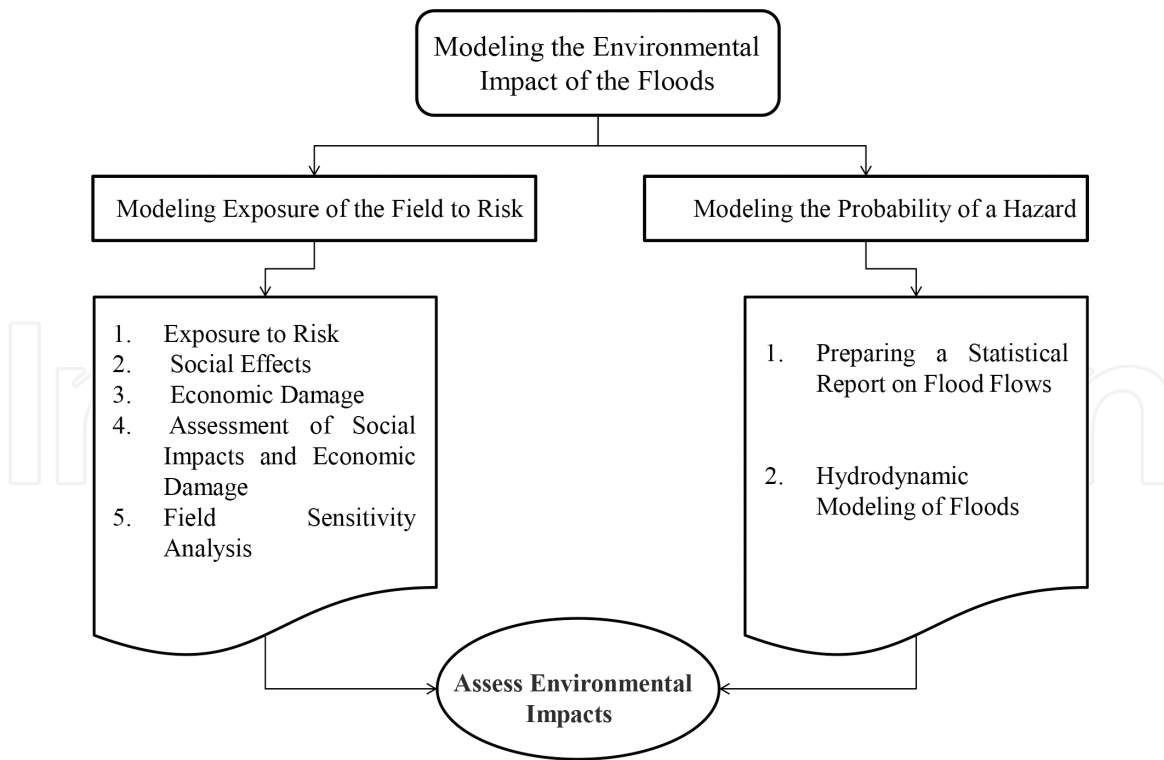 Modeling the Environmental
Impact of the Floods
Modeling Exposure of the Field to Risk
Modeling the Probability of a Hazard
1. Exposure to Risk
2. Social Effects
3. Economic Damage
4. Assessment of Social
Impacts and Economic
Damage
5. Field Sensitivity
Analysis
1. Preparing a Statistical
Report on Flood Flows
2. Hydrodynamic
Modeling of Floods
Assess Environmental
Impacts